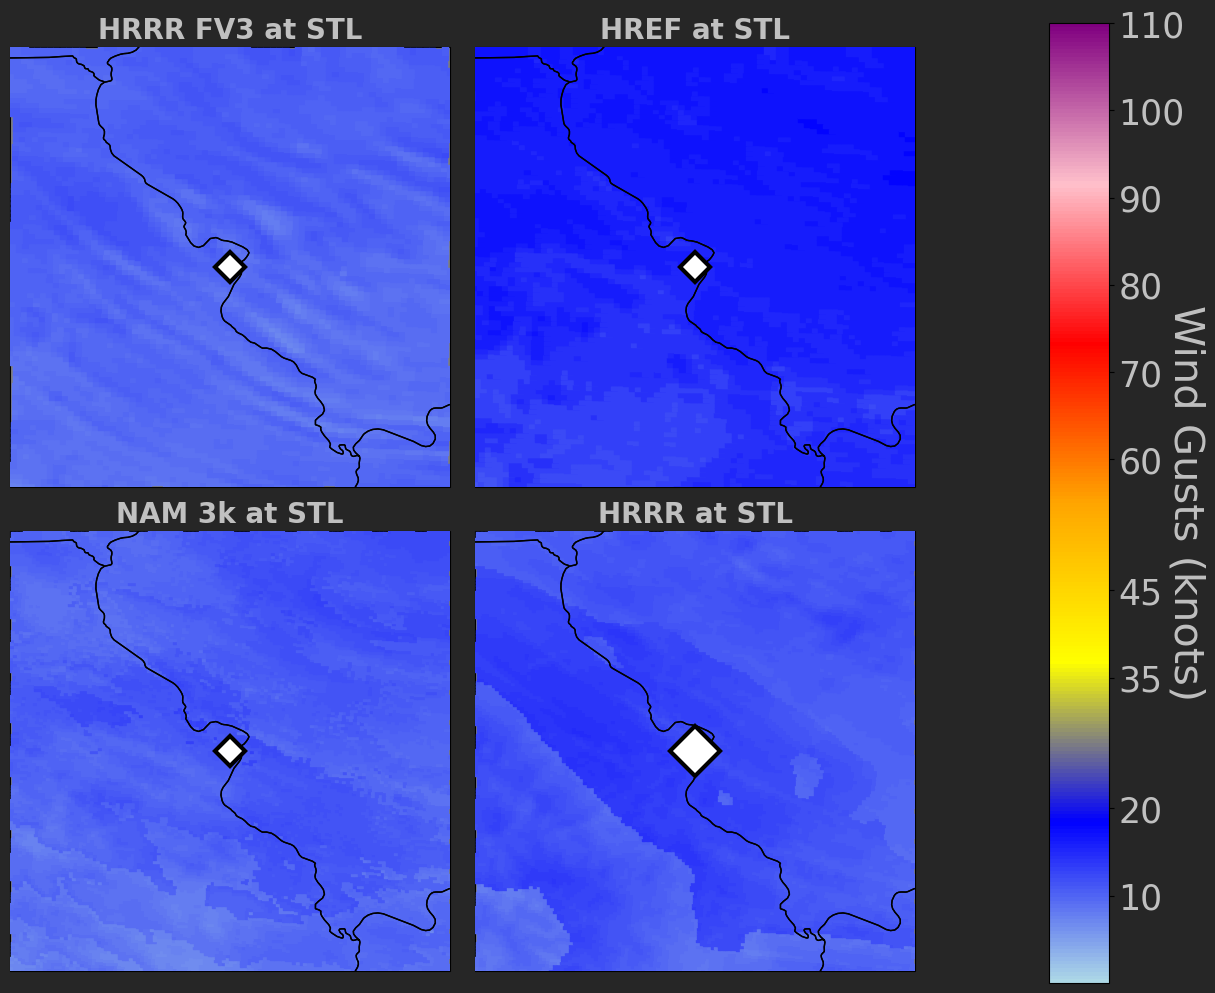 HRRR FV3 at STL
HREF at STL
NAM 3k at STL
HRRR at STL
110
100
90
80
70
60
45
35
20
10
Wind Gusts (knots)